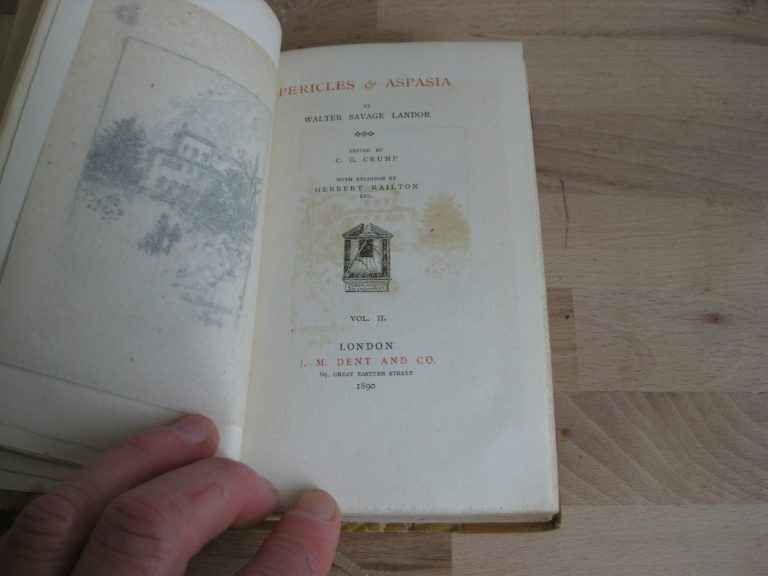 PERICLES & ASPASIA
BY
WALTER SAVAGE LANDOR
EDITED BY
C. G. CRUMP
WITH ETCHINGS BY
HERBERT RAILTON
ETC.
VOL. II.
LONDON
J. M. DENT AND CO.
69, GREAT EASTERN STREET
1890